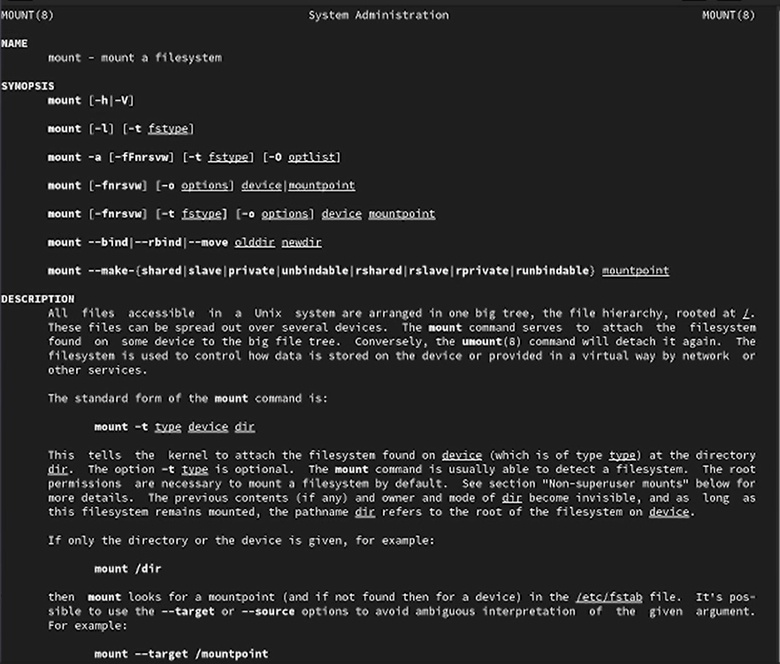 MOUNT(8) System Administration MOUNT(8)
NAME
mount - mount a filesystem
SYNOPSIS
mount [-h|-V]
mount [-l] [-t fstype]
mount -a [-fFnrsvw] [-t fstype] [-O optlist]
mount [-fnrsvw] [-o options] device|mountpoint
mount [-fnrsvw] [-t fstype] [-o options] device mountpoint
mount --bind|--rbind|--move olddir newdir
mount --make-{shared|slave|private|unbindable|rshared|rslave|rprivate|runbindable} mountpoint
DESCRIPTION
All files accessible in a Unix system are arranged in one big tree, the file hierarchy, rooted at /.
These files can be spread out over several devices. The mount command serves to attach the filesystem
found on some device to the big file tree. Conversely, the umount(8) command will detach it again. The
filesystem is used to control how data is stored on the device or provided in a virtual way by network or
other services.
The standard form of the mount command is:
mount -t type device dir
This tells the kernel to attach the filesystem found on device (which is of type type) at the directory
dir. The option -t type is optional. The mount command is usually able to detect a filesystem. The root
permissions are necessary to mount a filesystem by default. See section "Non-superuser mounts" below for
more details. The previous contents (if any) and owner and mode of dir become invisible, and as long as
this filesystem remains mounted, the pathname dir refers to the root of the filesystem on device.
If only the directory or the device is given, for example:
mount /dir
then mount looks for a mountpoint (and if not found then for a device) in the /etc/fstab file. It's pos-
sible to use the --target or --source options to avoid ambiguous interpretation of the given argument.
For example:
mount --target /mountpoint